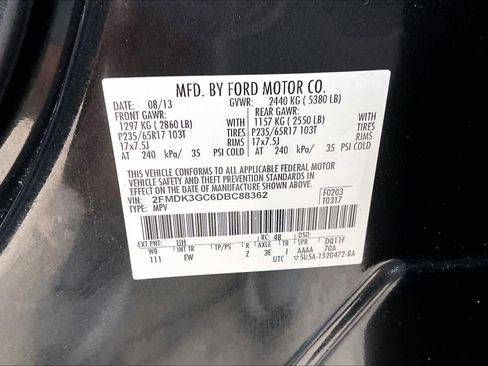 MFD. BY FORD MOTOR CO.
DATE: 08/13 GVWR: 2440 KG ( 5380 LB)
FRONT GAWR: REAR GAWR:
1297 KG ( 2860 LB) WITH 1157 KG ( 2550 LB) WITH
P235/65R17 103T TIRES P235/65R17 103T TIRES
17x7.5J RIMS 17x7.5J RIMS
AT 240 kPa/ 35 PSI COLD AT 240 kPa/ 35 PSI COLD
THIS VEHICLE CONFORMS TO ALL APPLICABLE FEDERAL MOTOR
VEHICLE SAFETY AND THEFT PREVENTION STANDARDS IN
EFFECT ON THE DATE OF MANUFACTURE SHOWN ABOVE.
VIN: 2FMDK3GC6DBC88362 F0203
TYPE: MPV 10317
EXT PNT: UH RC: 48 DSO:
WB INT TR TP/PS R AXLE TR SPR DQ11F
111 EW Z 3E J AAAA 70A
UTC 5U5A-1520472-BA